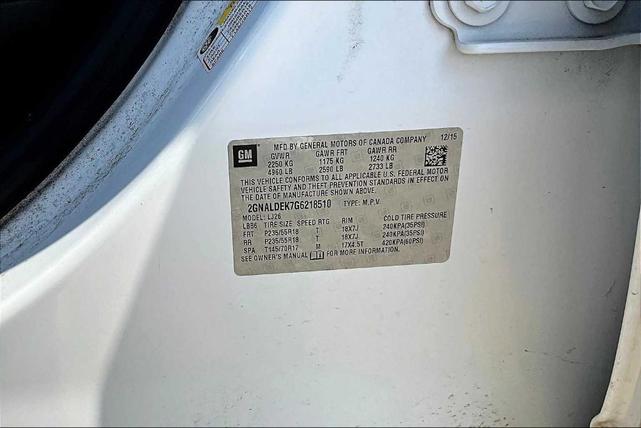 GM
MFD BY GENERAL MOTORS OF CANADA COMPANY 12/15
GVWR GAWR FRT GAWR RR
2250 KG 1175 KG 1240 KG
4960 LB 2590 LB 2733 LB
THIS VEHICLE CONFORMS TO ALL APPLICABLE U.S. FEDERAL MOTOR
VEHICLE SAFETY AND THEFT PREVENTION STANDARDS IN EFFECT ON
THE DATE OF MANUFACTURE SHOWN ABOVE.
2GNALDEK7G6218510 TYPE: M.P.V.
MODEL: LJ26
LBB6 TIRE SIZE SPEED RTG RIM COLD TIRE PRESSURE
FRT P235/55R18 T 18X7J 240KPA(35PSI)
RR P235/55R18 T 18X7J 240KPA(35PSI)
SPA T145/70R17 M 17X4.5T 420KPA(60PSI)
SEE OWNER'S MANUAL FOR MORE INFORMATION.